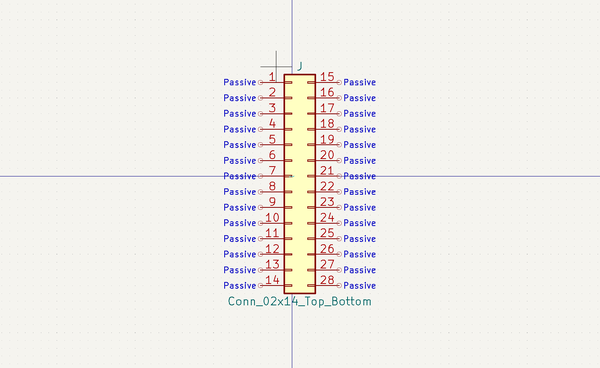 J
Passive 1 15 Passive
Passive 2 16 Passive
Passive 3 17 Passive
Passive 4 18 Passive
Passive 5 19 Passive
Passive 6 20 Passive
Passive 7 21 Passive
Passive 8 22 Passive
Passive 9 23 Passive
Passive 10 24 Passive
Passive 11 25 Passive
Passive 12 26 Passive
Passive 13 27 Passive
Passive 14 28 Passive
Conn_02x14_Top_Bottom